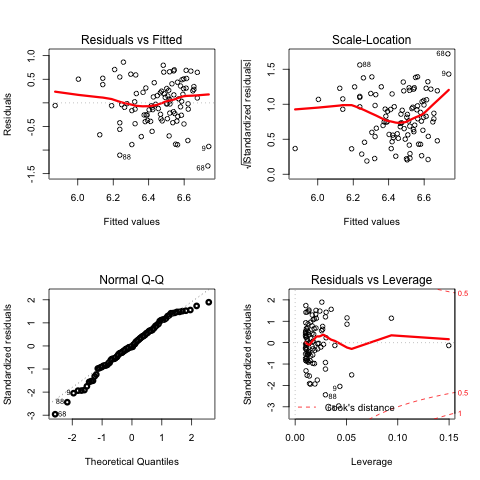 Residuals vs Fitted
Residuals
1.0
0.5
-0.5
-1.5
88
9
68
6.0 6.2 6.4 6.6
Fitted values
Scale-Location
√|Standardized residuals|
1.5
1.0
0.5
0.0
88
68
9
6.0 6.2 6.4 6.6
Fitted values
Normal Q-Q
Standardized residuals
2
1
0
-1
-2
-3
9
88
68
-2 -1 0 1 2
Theoretical Quantiles
Residuals vs Leverage
Standardized residuals
2
1
0
-1
-2
-3
0.5
0.5
1
9
88
68
Cook's distance
0.00 0.05 0.10 0.15
Leverage